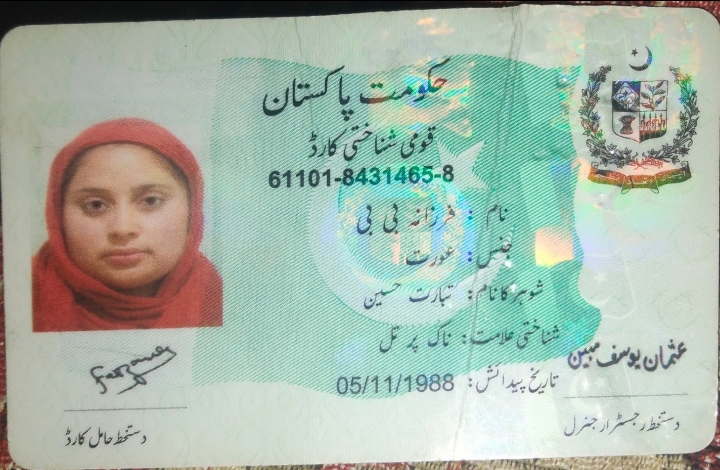 حکومت پاکستان
قومی شناختی کارڈ
61101-8431465-8
نام : فرزانہ بی بی
جنس: عورت
شوہر کا نام: تبارت حسین
شناختی علامت: ناک پر تل
تاریخ پیدائش: 05/11/1988
عثمان یوسف مبین
دستخط رجسٹرار جنرل
Farzana
دستخط حامل کارڈ